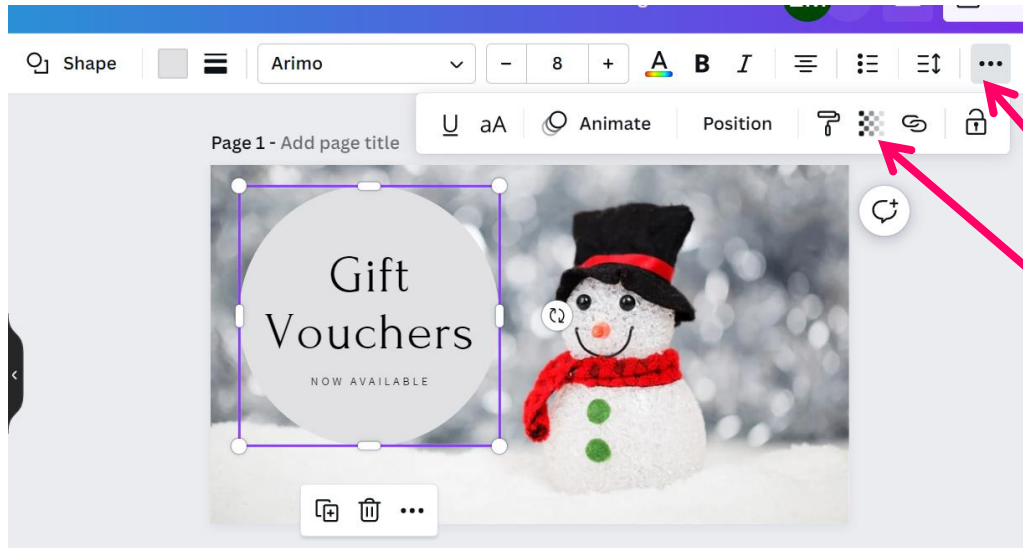 Shape Arimo - 8 + A B I
U aA Animate Position
Page 1 - Add page title
Gift
Vouchers
NOW AVAILABLE